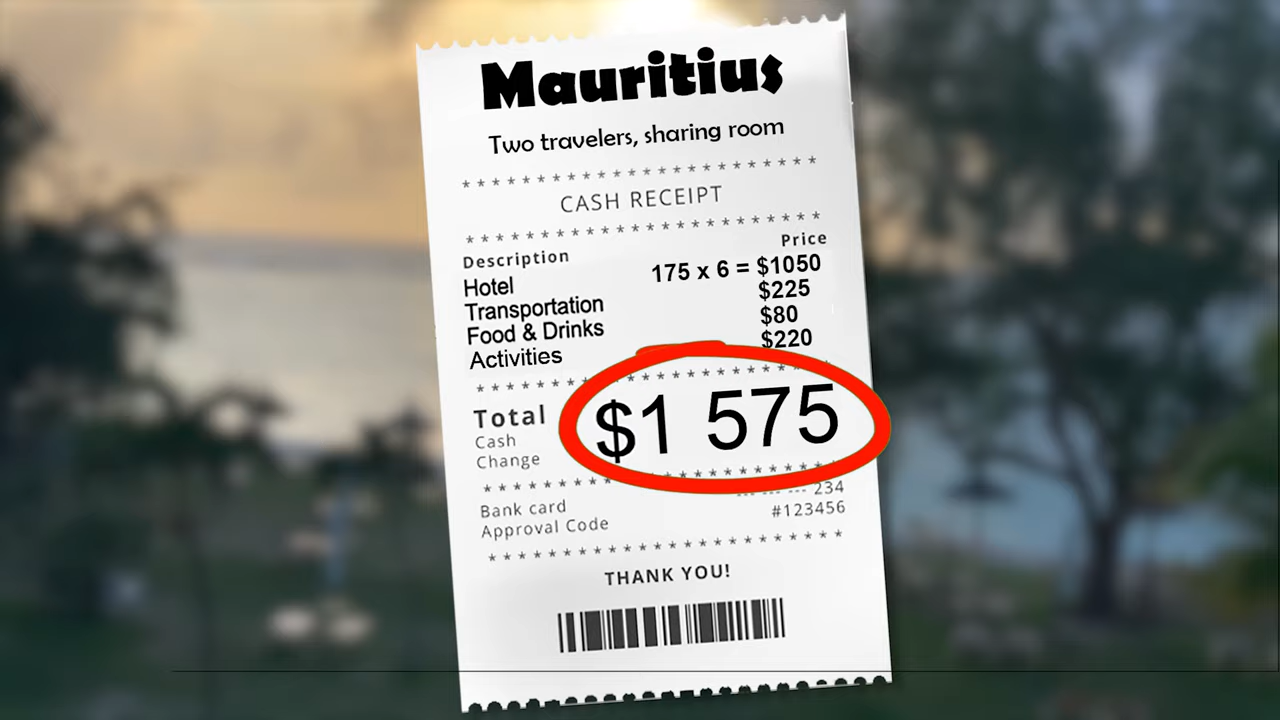 Mauritius
Two travelers, sharing room
* * * * * * * * * * * * * * * * * * * * * * * *
CASH RECEIPT
* * * * * * * * * * * * * * * * * * * * * * * *
Description Price
Hotel 175 x 6 = $1050
Transportation $225
Food & Drinks $80
Activities $220
* * * * * * * * * * * * * * * * * * * * * * * *
Total $1 575
Cash
Change
* * * * * * * * * * * * * * * * * * * * * * * *
Bank card --- --- --- 234
Approval Code #123456
* * * * * * * * * * * * * * * * * * * * * * * *
THANK YOU!